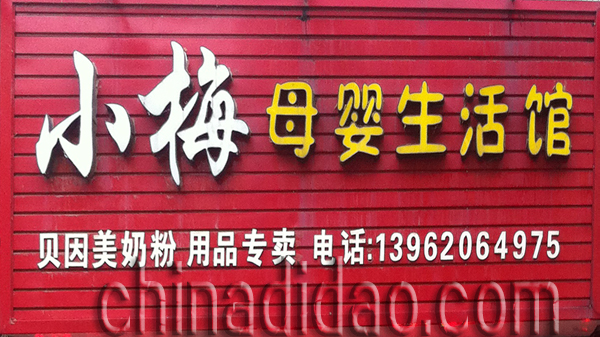 小梅 母婴生活馆
贝因美奶粉 用品专卖 电话:13962064975
chinadidao.com